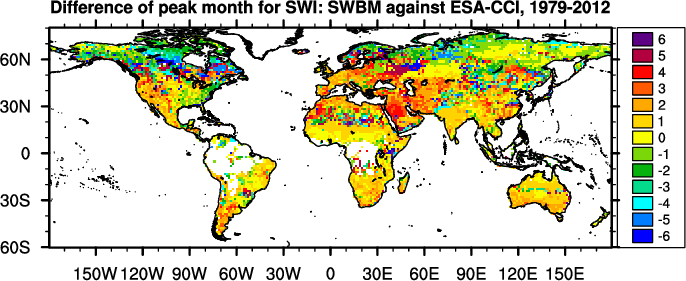 Difference of peak month for SWI: SWBM against ESA-CCI, 1979-2012
60N
30N
0
30S
60S
150W 120W 90W 60W 30W 0 30E 60E 90E 120E 150E
6
5
4
3
2
1
0
-1
-2
-3
-4
-5
-6